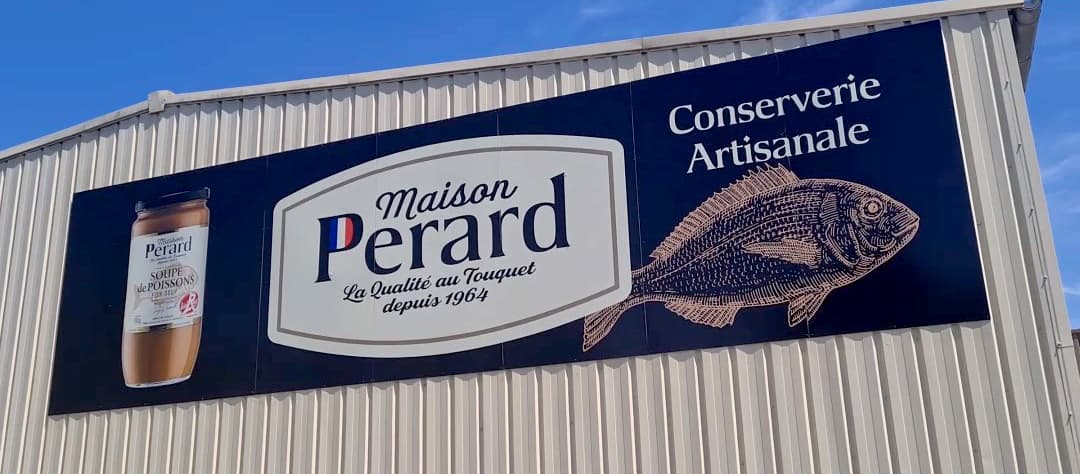 Maison
Perard
SOUPE
de POISSONS
Maison
Perard
La Qualité au Touquet
depuis 1964
Conserverie
Artisanale